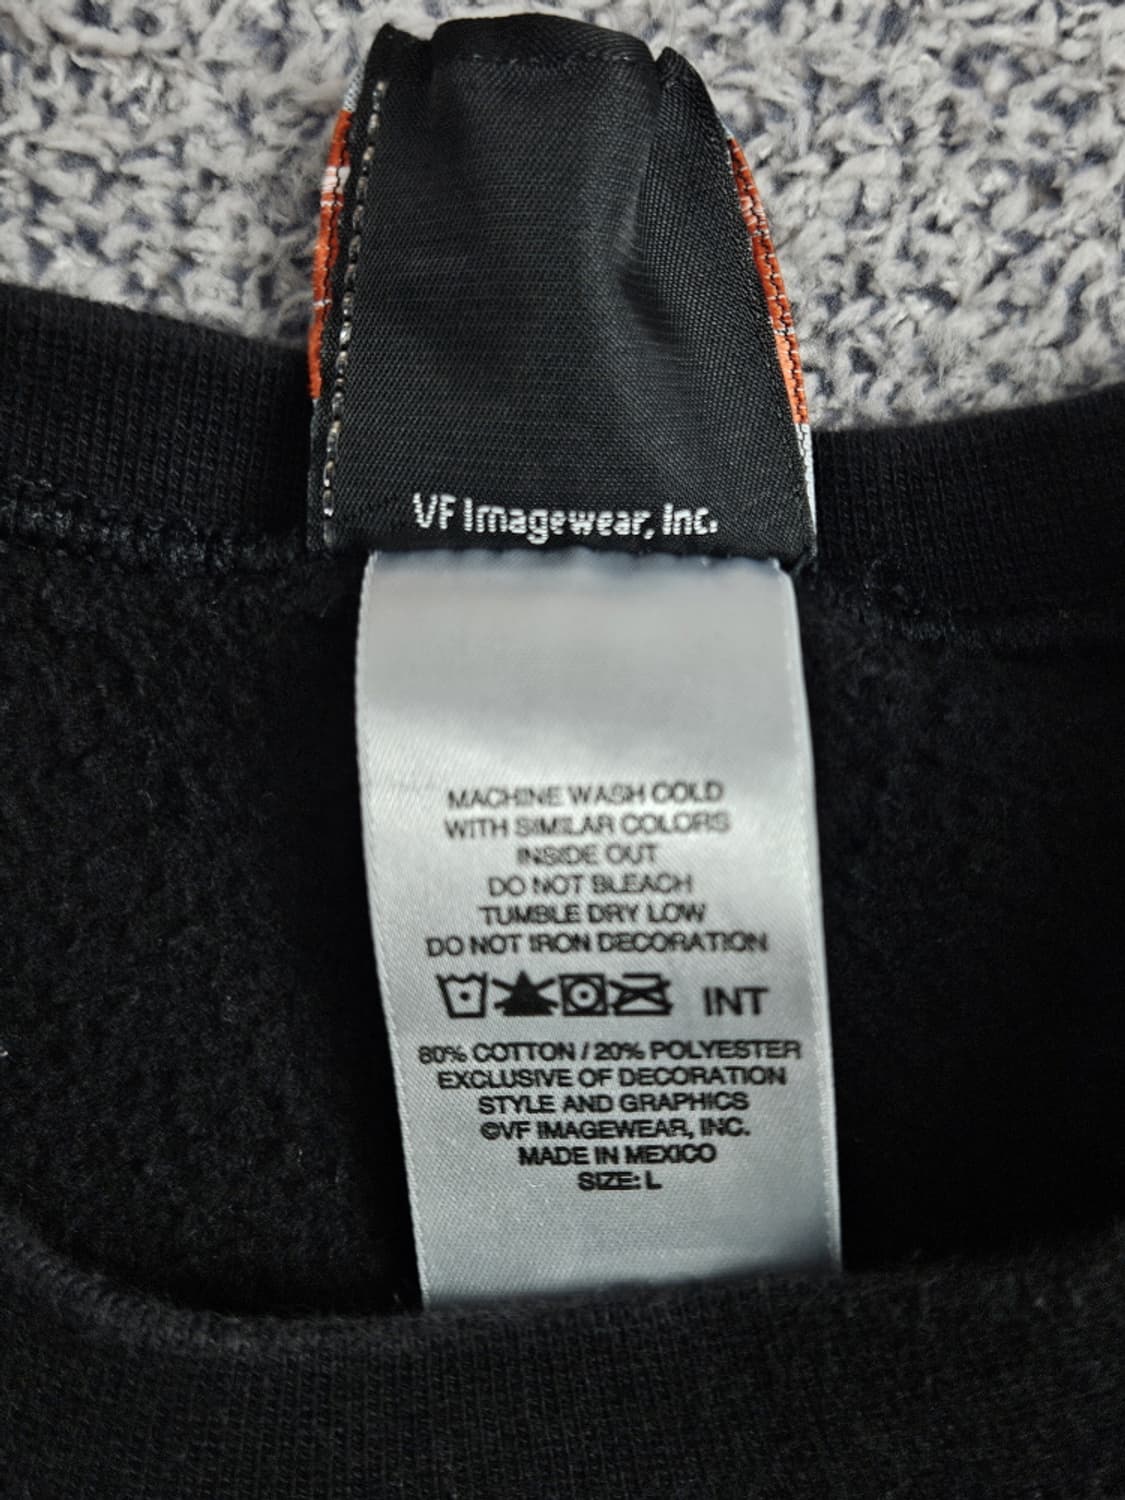 VF Imagewear, Inc.
MACHINE WASH COLD
WITH SIMILAR COLORS
INSIDE OUT
DO NOT BLEACH
TUMBLE DRY LOW
DO NOT IRON DECORATION
INT
80% COTTON / 20% POLYESTER
EXCLUSIVE OF DECORATION
STYLE AND GRAPHICS
©VF IMAGEWEAR, INC.
MADE IN MEXICO
SIZE: L